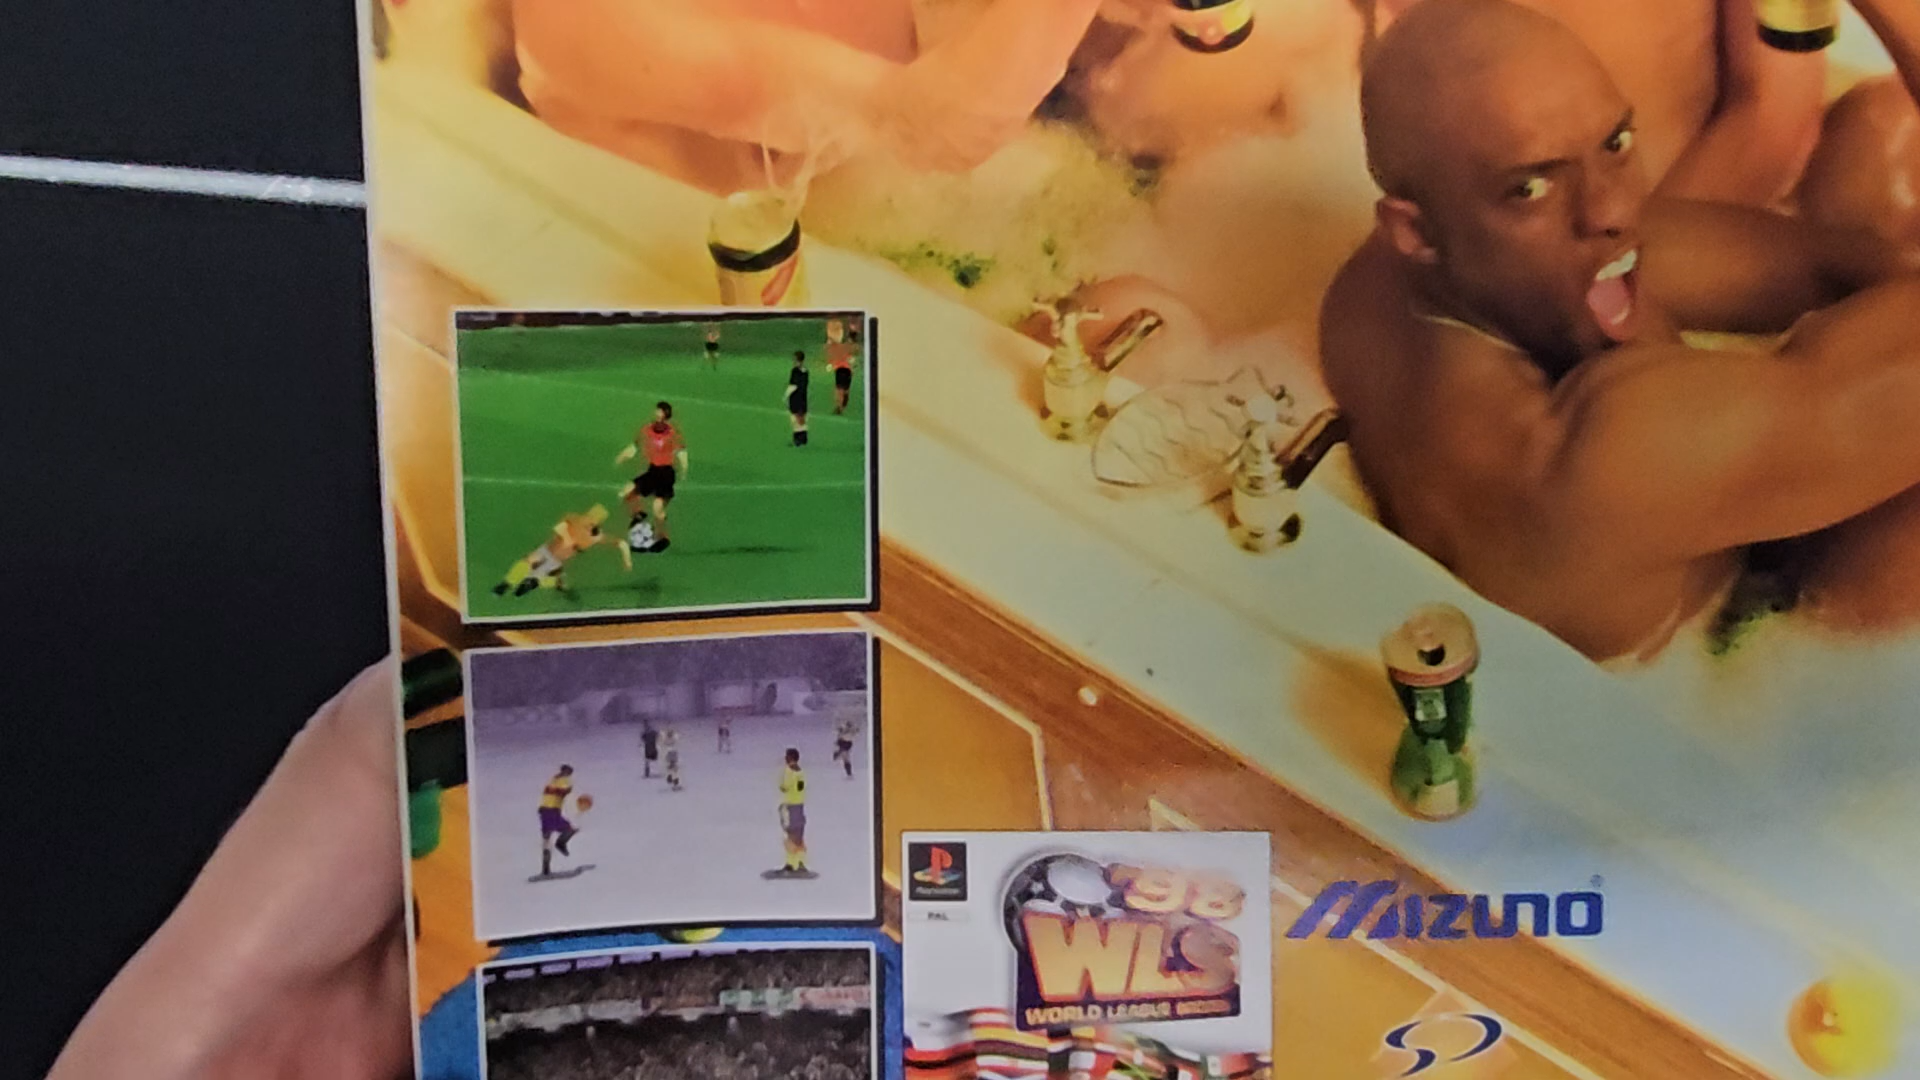 PlayStation
PAL
'98
WLS
WORLD LEAGUE SOCCER
MIZUNO®